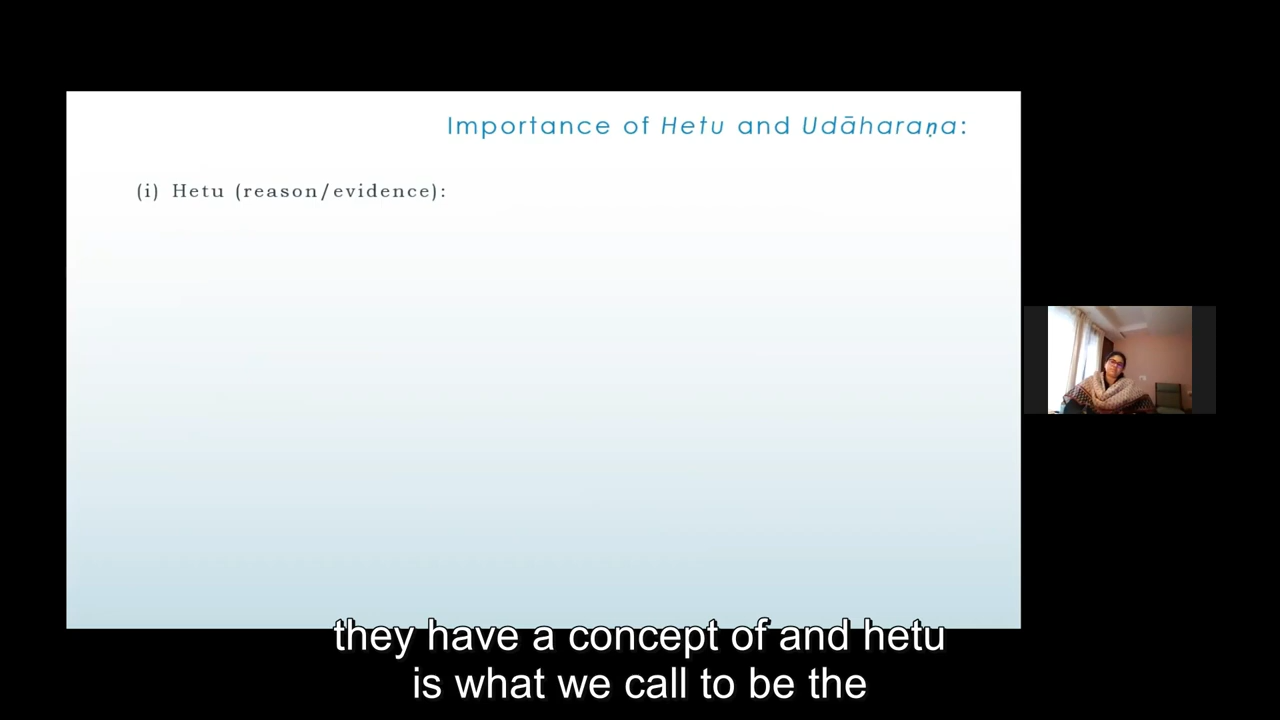 Importance of Hetu and Udāharaṇa:
(i) Hetu (reason/evidence):
they have a concept of and hetu
is what we call to be the